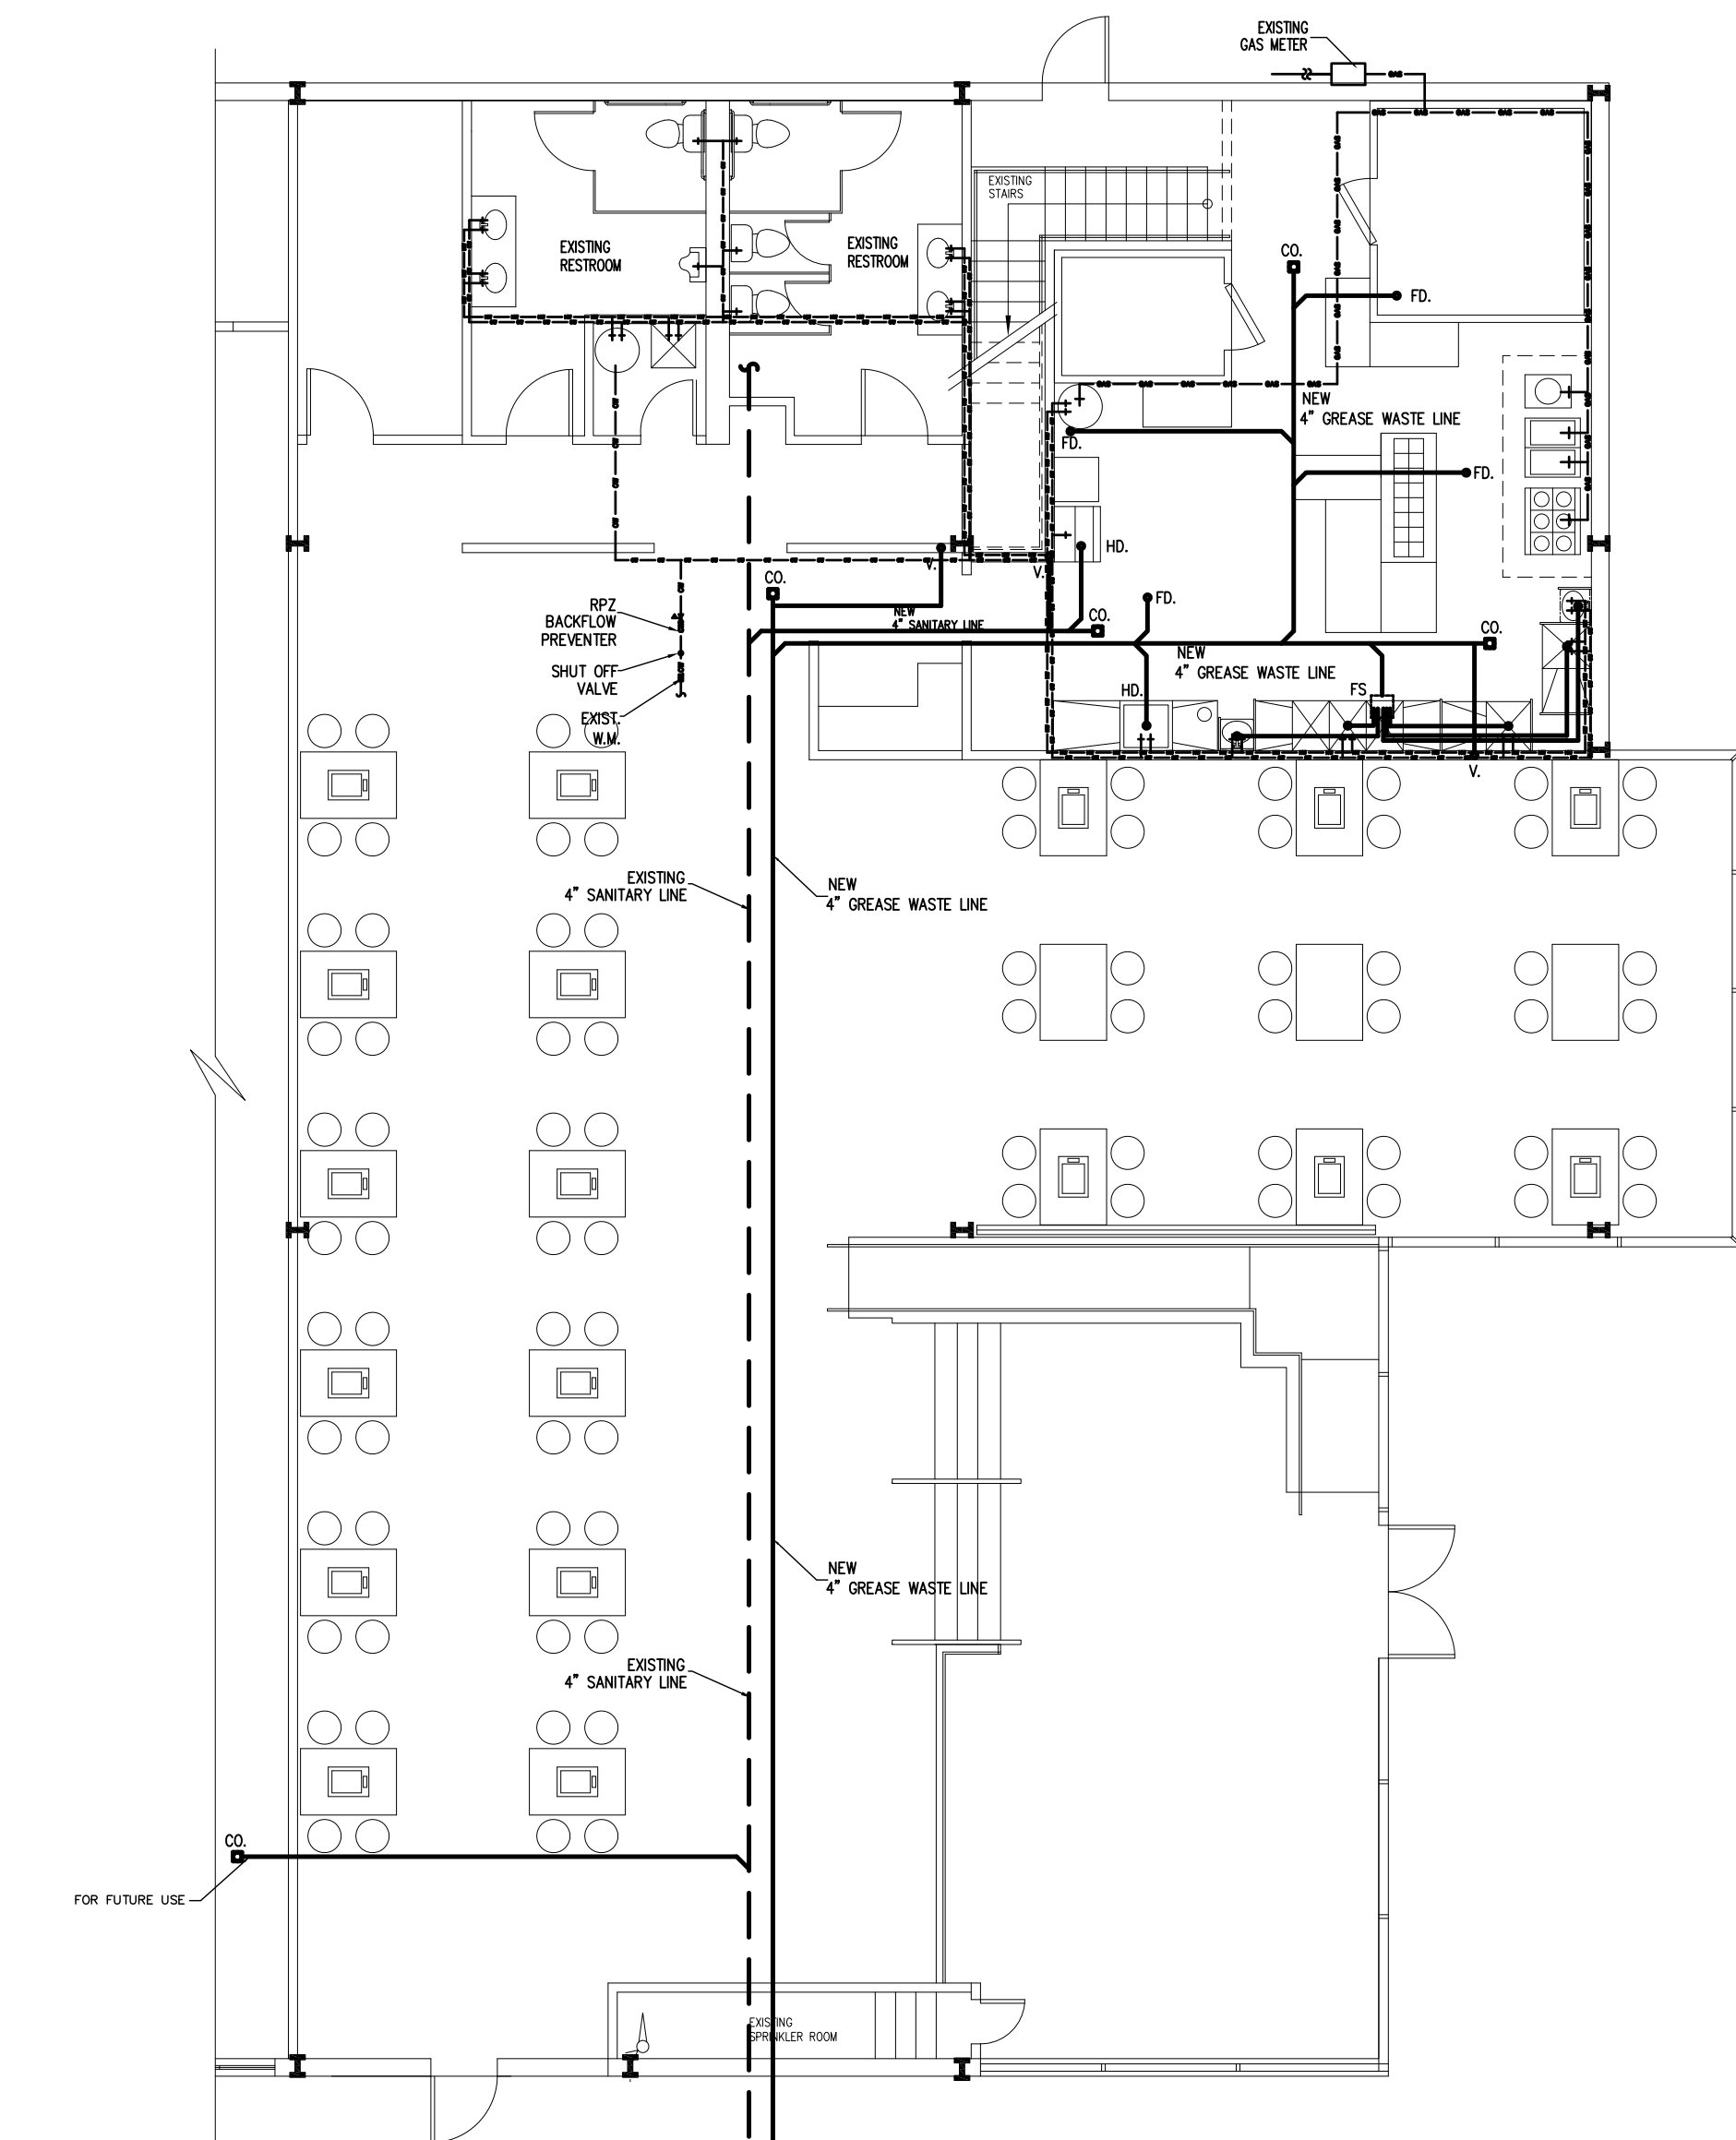 EXISTING
GAS METER
GAS
EXISTING
STAIRS
EXISTING
RESTROOM
EXISTING
RESTROOM
CO.
FD.
NEW
4" GREASE WASTE LINE
FD.
FD.
HD.
V.
V.
CO.
RPZ
BACKFLOW
PREVENTER
NEW
4" SANITARY LINE
CO.
FD.
CO.
SHUT OFF
VALVE
NEW
4" GREASE WASTE LINE
HD.
FS
EXIST.
W.M.
V.
EXISTING
4" SANITARY LINE
NEW
4" GREASE WASTE LINE
NEW
4" GREASE WASTE LINE
EXISTING
4" SANITARY LINE
CO.
FOR FUTURE USE
EXISTING
SPRINKLER ROOM